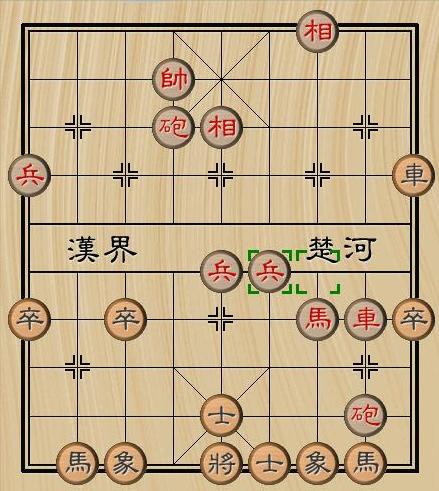 相
帥
砲 相
兵 車
漢界 楚河
兵 兵
卒 卒 馬 車 卒
士 砲
馬 象 將 士 象 馬